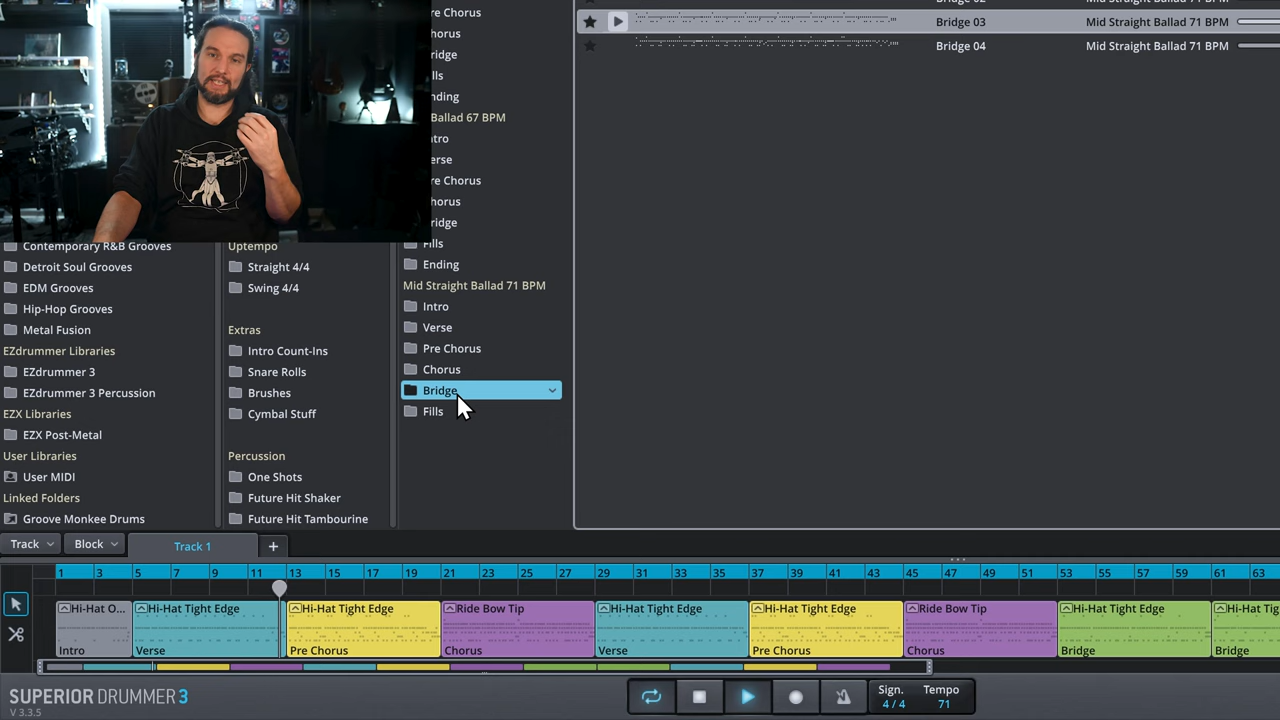 Bridge 02
Bridge 03
Mid Straight Ballad 71 BPM
Bridge 04
Mid Straight Ballad 71 BPM
Contemporary R&B Grooves
Detroit Soul Grooves
EDM Grooves
Hip-Hop Grooves
Metal Fusion
EZdrummer Libraries
EZdrummer 3
EZdrummer 3 Percussion
EZX Libraries
EZX Post-Metal
User Libraries
User MIDI
Linked Folders
Groove Monkee Drums
Uptempo
Straight 4/4
Swing 4/4
Extras
Intro Count-Ins
Snare Rolls
Brushes
Cymbal Stuff
Percussion
One Shots
Future Hit Shaker
Future Hit Tambourine
re Chorus
horus
ridge
lls
nding
Ballad 67 BPM
ntro
erse
re Chorus
horus
ridge
Fills
Ending
Mid Straight Ballad 71 BPM
Intro
Verse
Pre Chorus
Chorus
Bridge
Fills
Track
Block
Track 1
+
1 3 5 7 9 11 13 15 17 19 21 23 25 27 29 31 33 35 37 39 41 43 45 47 49 51 53 55 57 59 61 63
Hi-Hat O... Hi-Hat Tight Edge Hi-Hat Tight Edge Ride Bow Tip Hi-Hat Tight Edge Hi-Hat Tight Edge Ride Bow Tip Hi-Hat Tight Edge Hi-Hat Tig
Intro Verse Pre Chorus Chorus Verse Pre Chorus Chorus Bridge Bridge
SUPERIOR DRUMMER 3
V 3.3.5
Sign. Tempo
4 / 4 71